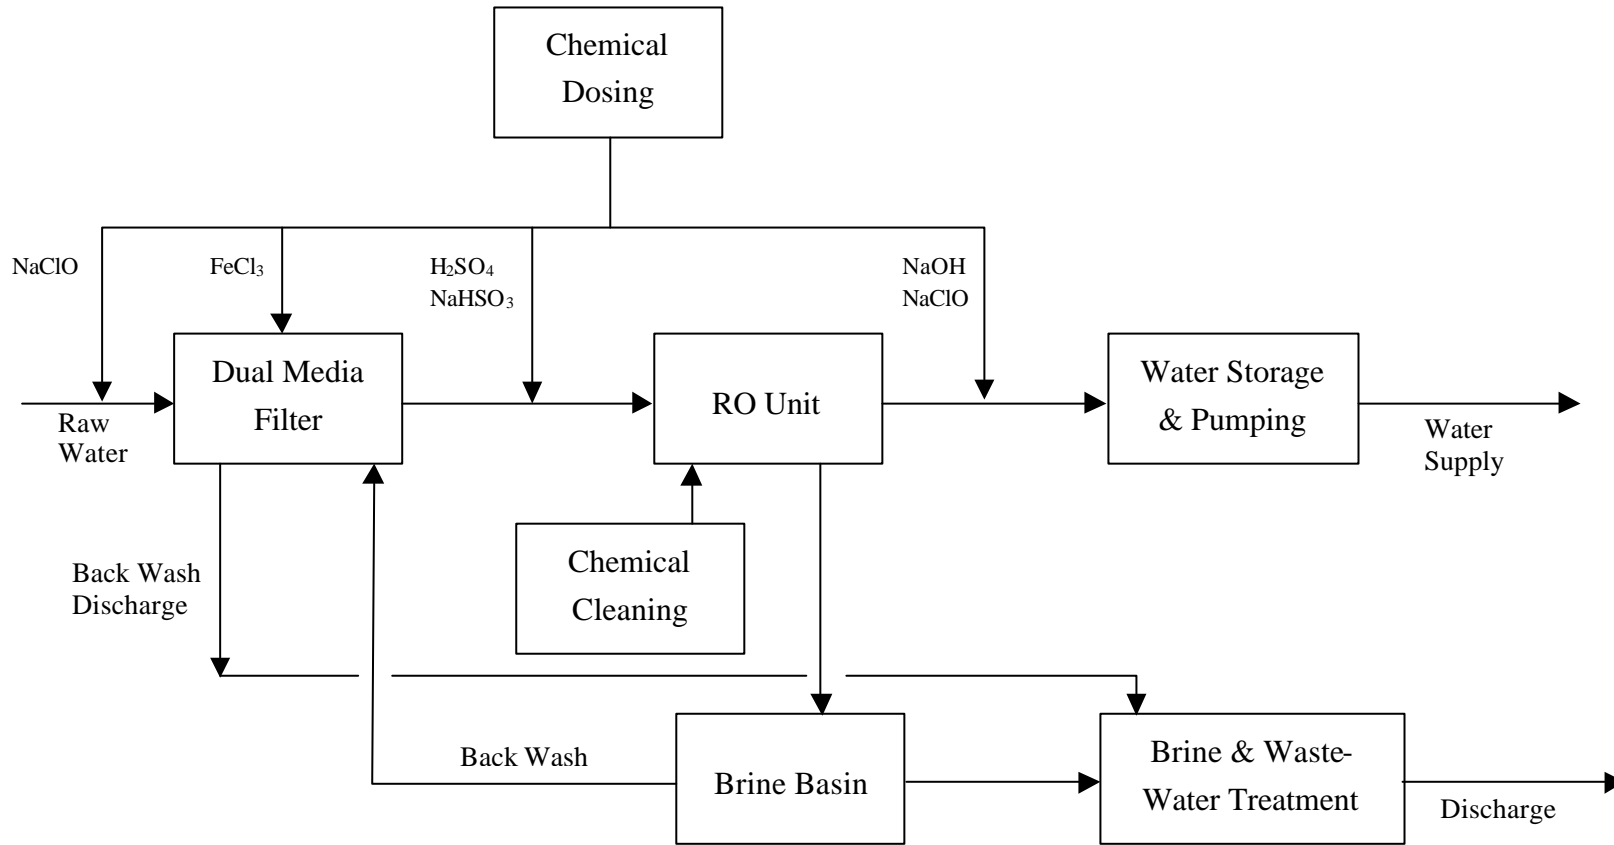 Chemical
Dosing
NaClO
FeCl₃
H₂SO₄
NaHSO₃
NaOH
NaClO
Dual Media
Filter
RO Unit
Water Storage
& Pumping
Raw
Water
Water
Supply
Back Wash
Discharge
Chemical
Cleaning
Back Wash
Brine Basin
Brine & Waste-
Water Treatment
Discharge